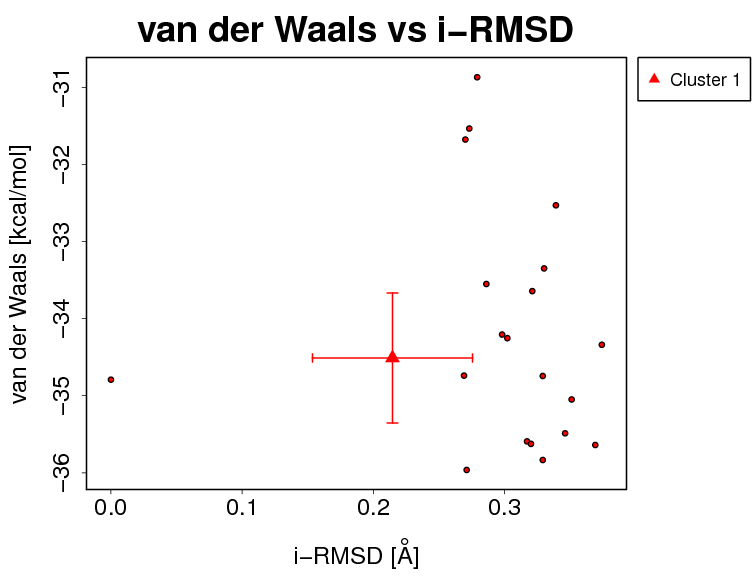 van der Waals vs i−RMSD
Cluster 1
van der Waals [kcal/mol]
−31
−32
−33
−34
−35
−36
0.0 0.1 0.2 0.3
i−RMSD [Å]